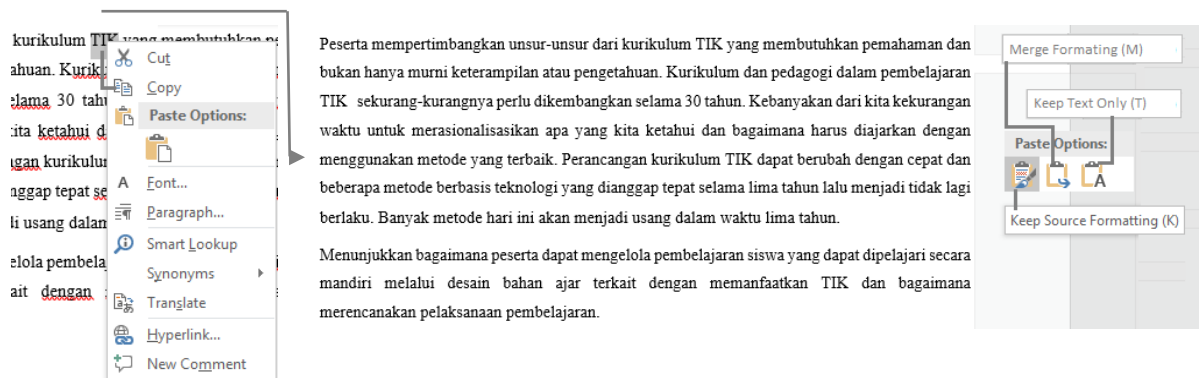 kurikulum TIK yang membutuhkan pe
ahuan. Kurik
elama 30 tahu
cita ketahui d
ngan kurikulur
nggap tepat se
di usang dalam
elola pembela
ait dengan
Cut
Copy
Paste Options:
Font...
Paragraph...
Smart Lookup
Synonyms
Translate
Hyperlink...
New Comment
Peserta mempertimbangkan unsur-unsur dari kurikulum TIK yang membutuhkan pemahaman dan
bukan hanya murni keterampilan atau pengetahuan. Kurikulum dan pedagogi dalam pembelajaran
TIK sekurang-kurangnya perlu dikembangkan selama 30 tahun. Kebanyakan dari kita kekurangan
waktu untuk merasionalisasikan apa yang kita ketahui dan bagaimana harus diajarkan dengan
menggunakan metode yang terbaik. Perancangan kurikulum TIK dapat berubah dengan cepat dan
beberapa metode berbasis teknologi yang dianggap tepat selama lima tahun lalu menjadi tidak lagi
berlaku. Banyak metode hari ini akan menjadi usang dalam waktu lima tahun.
Menunjukkan bagaimana peserta dapat mengelola pembelajaran siswa yang dapat dipelajari secara
mandiri melalui desain bahan ajar terkait dengan memanfaatkan TIK dan bagaimana
merencanakan pelaksanaan pembelajaran.
Merge Formating (M)
Keep Text Only (T)
Paste Options:
Keep Source Formatting (K)